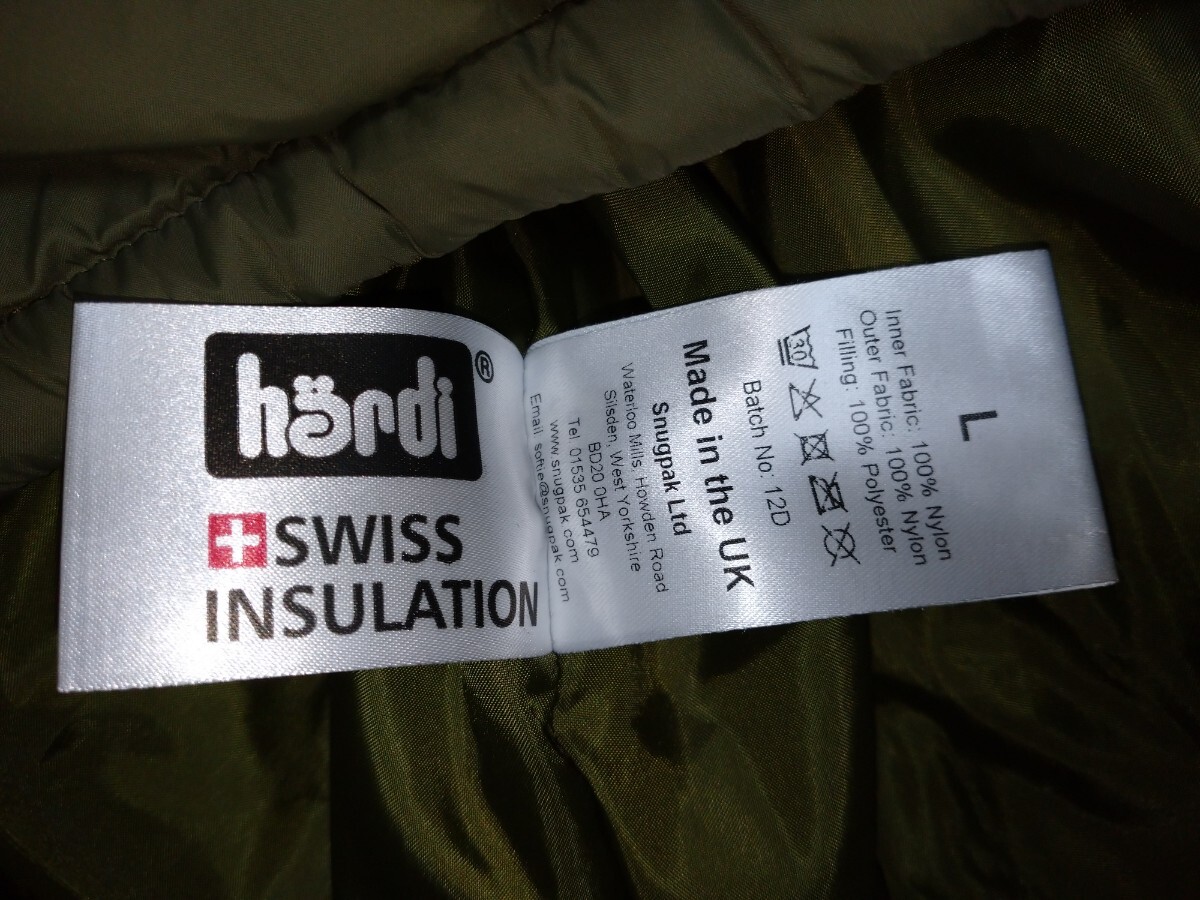 hördi®
SWISS
INSULATION
L
Inner Fabric: 100% Nylon
Outer Fabric: 100% Nylon
Filling: 100% Polyester
30
Batch No: 12D
Made in the UK
Snugpak Ltd
Waterloo Mills, Howden Road
Silsden, West Yorkshire
BD20 0HA
Tel. 01535 654479
www.snugpak.com
Email softie@snugpak.com